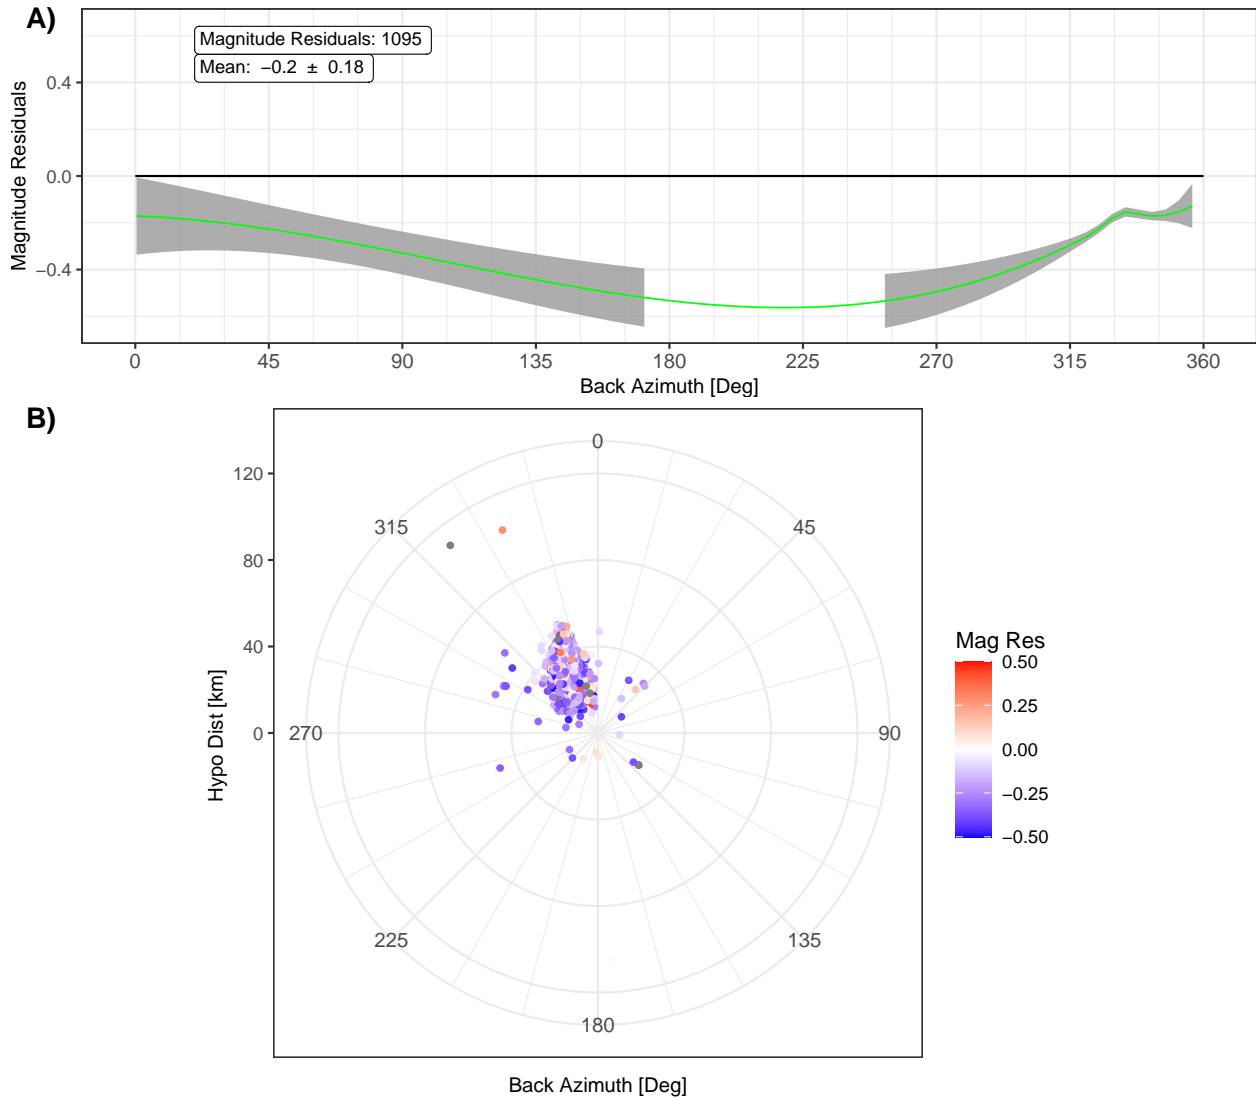 A)
Magnitude Residuals: 1095
Mean:  −0.2  ±  0.18
Magnitude Residuals
0.4
0.0
−0.4
0 45 90 135 180 225 270 315 360
Back Azimuth [Deg]
B)
Hypo Dist [km]
120
80
40
0
0
45
90
135
180
225
270
315
Back Azimuth [Deg]
Mag Res
0.50
0.25
0.00
−0.25
−0.50